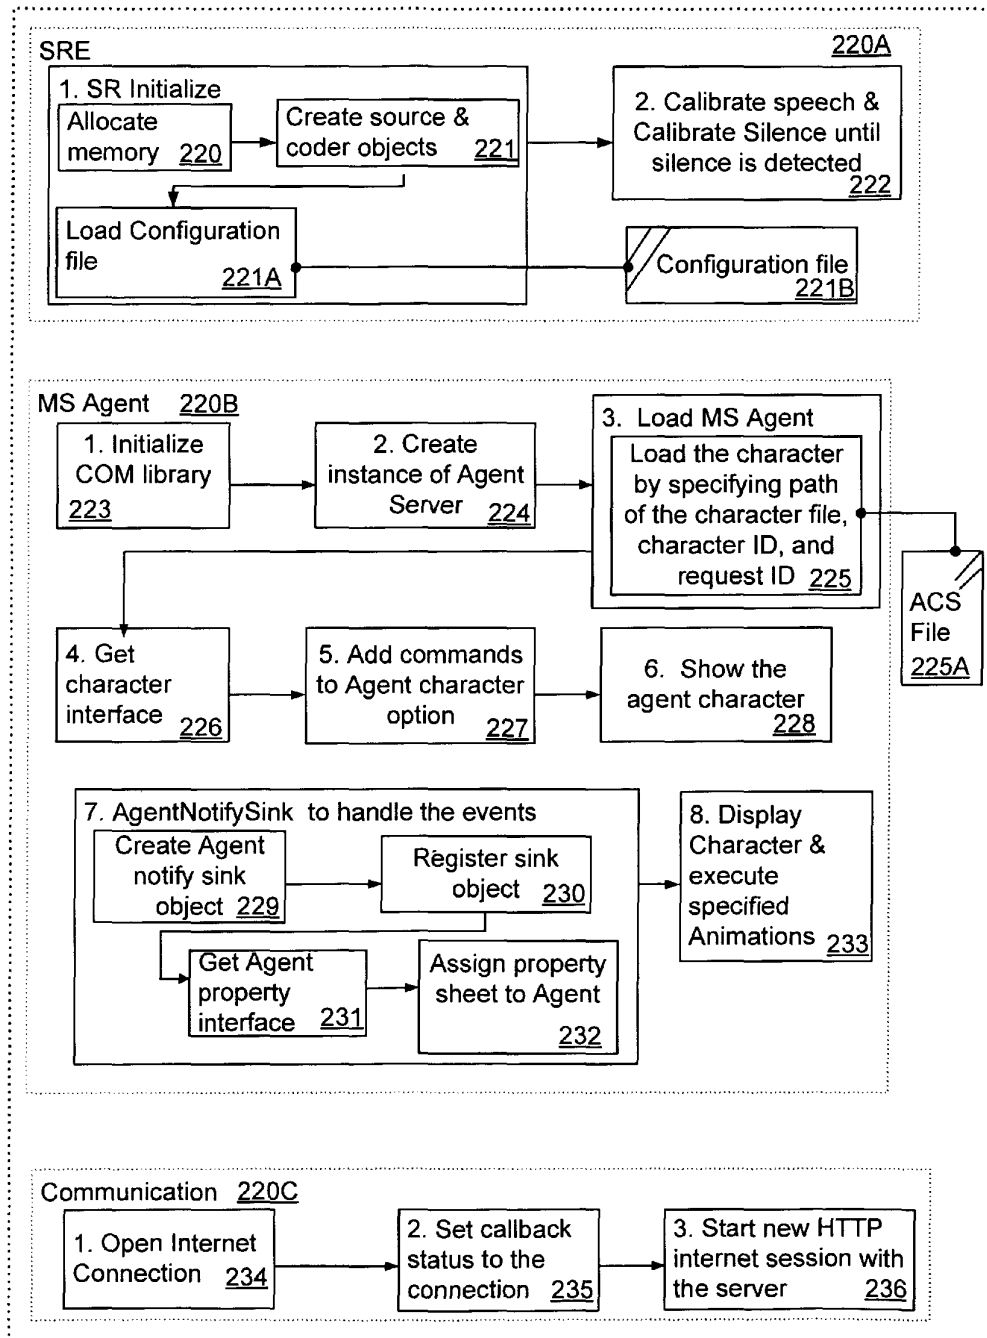 SRE
220A
1. SR Initialize
Allocate
memory 220
Create source &
coder objects 221
2. Calibrate speech &
Calibrate Silence until
silence is detected
222
Load Configuration
file
221A
Configuration file
221B
MS Agent 220B
1. Initialize
COM library
223
2. Create
instance of Agent
Server 224
3. Load MS Agent
Load the character
by specifying path
of the character file,
character ID, and
request ID 225
ACS
File
225A
4. Get
character
interface 226
5. Add commands
to Agent character
option 227
6. Show the
agent character
228
7. AgentNotifySink to handle the events
Create Agent
notify sink
object 229
Register sink
object 230
Get Agent
property
interface 231
Assign property
sheet to Agent
232
8. Display
Character &
execute
specified
Animations 233
Communication 220C
1. Open Internet
Connection 234
2. Set callback
status to the
connection 235
3. Start new HTTP
internet session with
the server 236